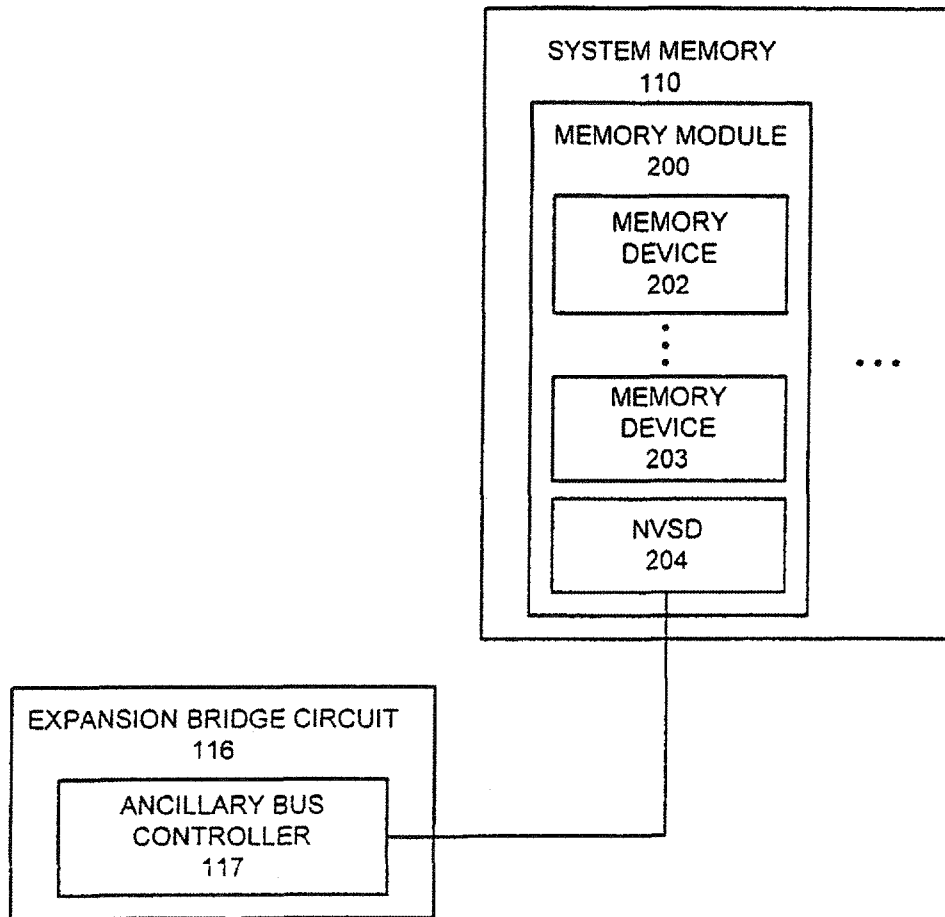 SYSTEM MEMORY
110
MEMORY MODULE
200
MEMORY
DEVICE
202
MEMORY
DEVICE
203
NVSD
204
EXPANSION BRIDGE CIRCUIT
116
ANCILLARY BUS
CONTROLLER
117